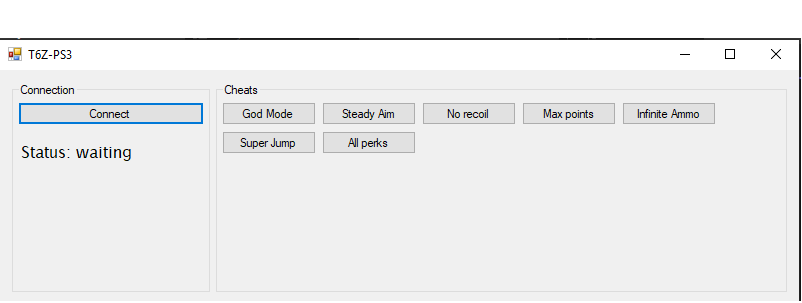 T6Z-PS3
Connection
Connect
Status: waiting
Cheats
God Mode
Steady Aim
No recoil
Max points
Infinite Ammo
Super Jump
All perks